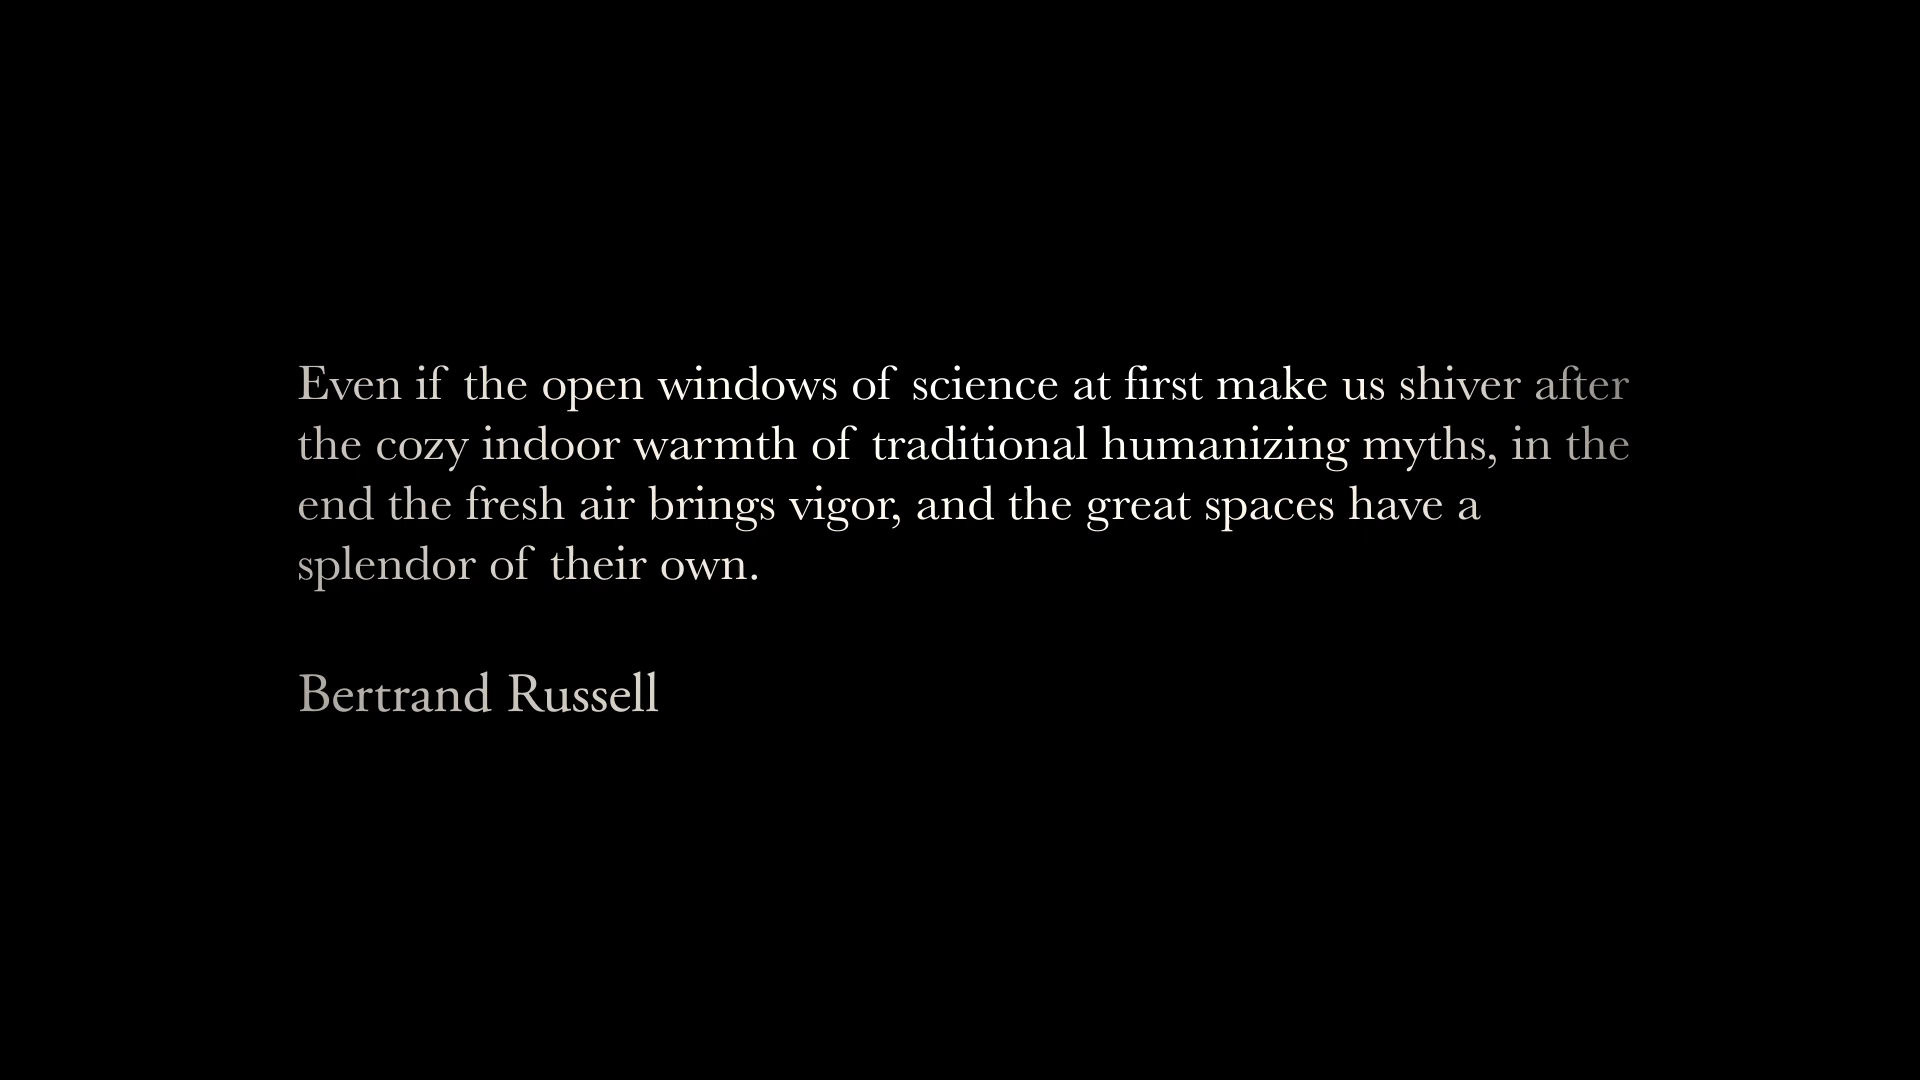 Even if the open windows of science at first make us shiver after
the cozy indoor warmth of traditional humanizing myths, in the
end the fresh air brings vigor, and the great spaces have a
splendor of their own.
Bertrand Russell